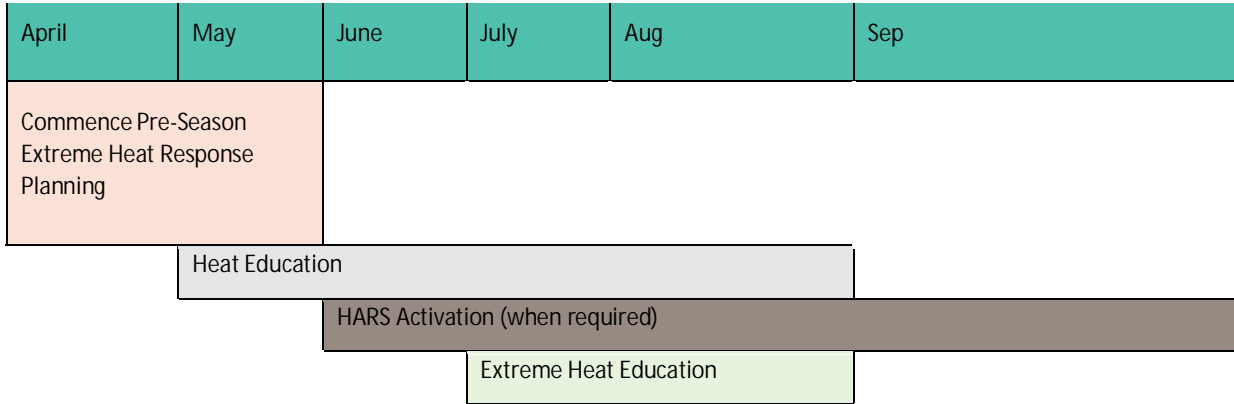 April
May
June
July
Aug
Sep
Commence Pre-Season
Extreme Heat Response
Planning
Heat Education
HARS Activation (when required)
Extreme Heat Education